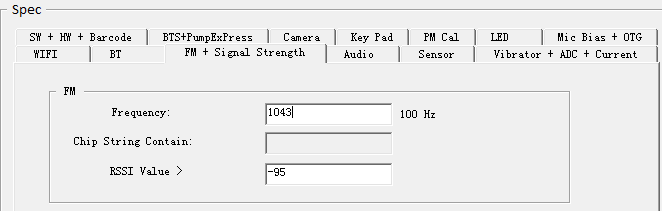 Spec
SW + HW + Barcode BTS+PumpExPress Camera Key Pad PM Cal LED Mic Bias + OTG
WIFI BT FM + Signal Strength Audio Sensor Vibrator + ADC + Current
FM
Frequency: 1043 100 Hz
Chip String Contain:
RSSI Value > -95